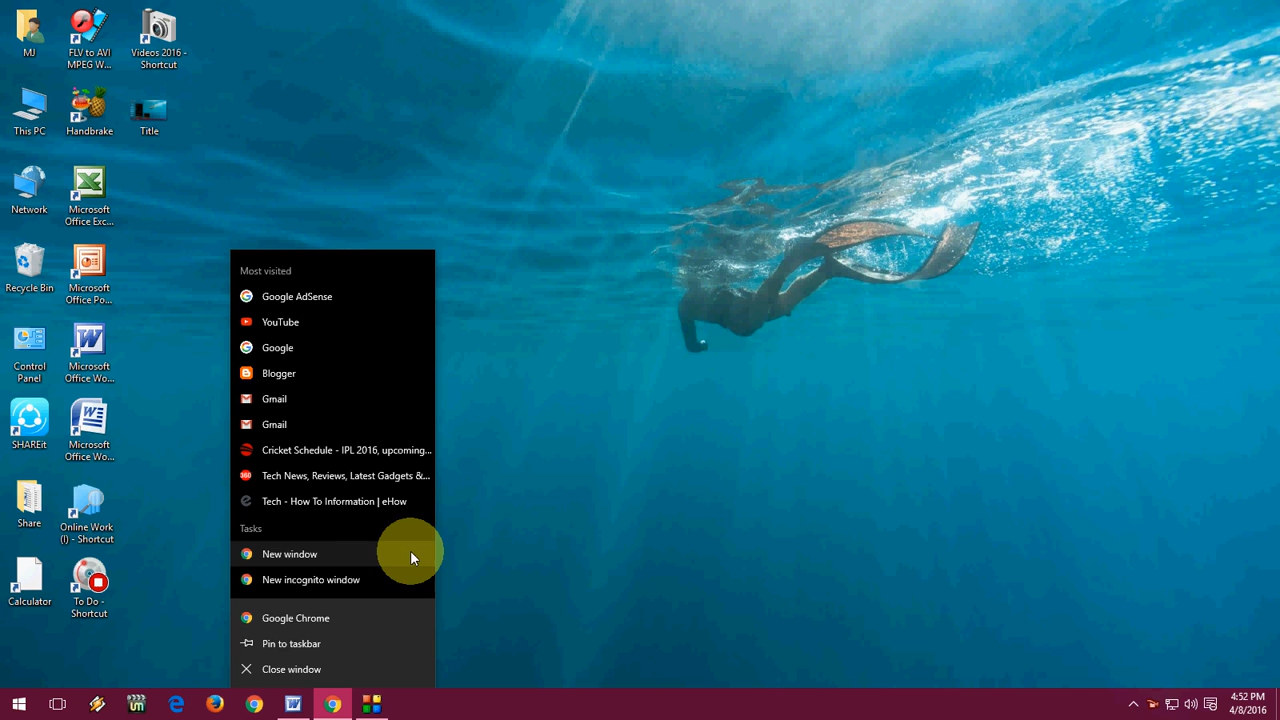 MJ
FLV to AVI
MPEG W...
Videos 2016 -
Shortcut
This PC
Handbrake
Title
Network
Microsoft
Office Exc...
Recycle Bin
Microsoft
Office Po...
Control
Panel
Microsoft
Office Wo...
SHAREit
Microsoft
Office Wo...
Share
Online Work
(I) - Shortcut
Calculator
To Do -
Shortcut
Most visited
Google AdSense
YouTube
Google
Blogger
Gmail
Gmail
Cricket Schedule - IPL 2016, upcoming...
360
Tech News, Reviews, Latest Gadgets &...
Tech - How To Information | eHow
Tasks
New window
New incognito window
Google Chrome
Pin to taskbar
Close window
4:52 PM
4/8/2016